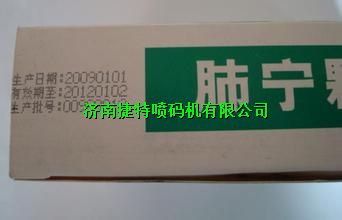 生产日期:20090101
有效期至:20120102
生产批号:00
肺宁
济南捷特喷码机有限公司